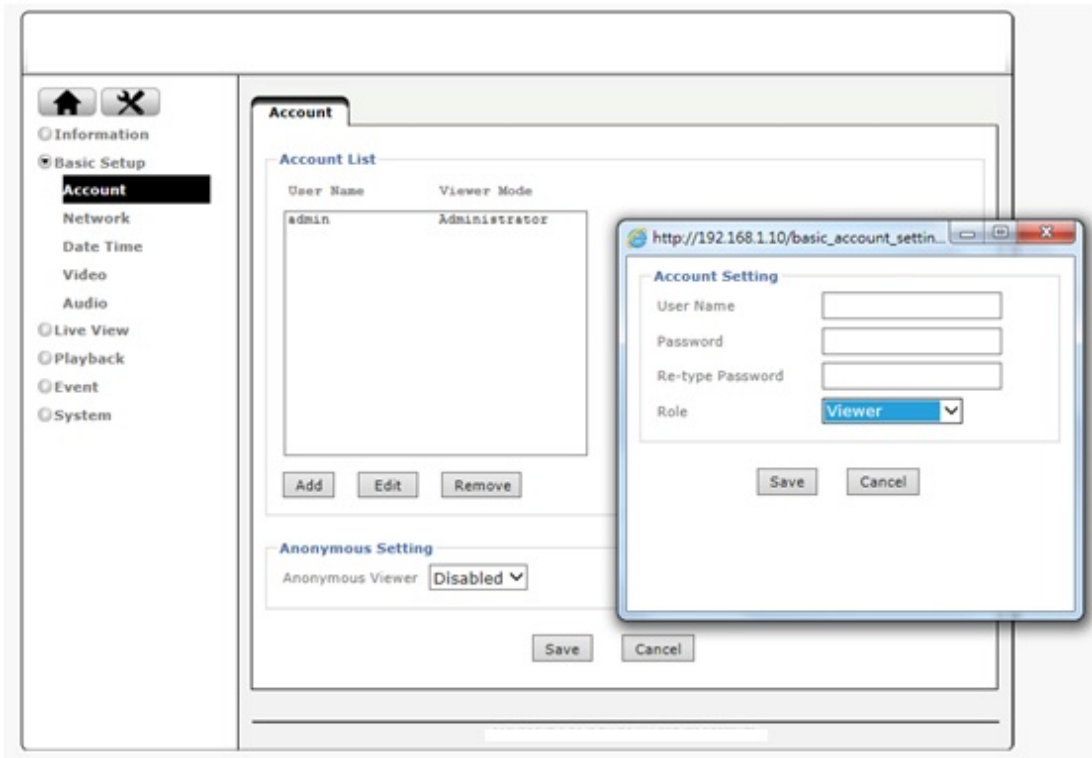 Information
Basic Setup
Account
Network
Date Time
Video
Audio
Live View
Playback
Event
System
Account
Account List
User Name Viewer Mode
admin Administrator
Add Edit Remove
Anonymous Setting
Anonymous Viewer Disabled
Save Cancel
http://192.168.1.10/basic_account_settin...
Account Setting
User Name
Password
Re-type Password
Role Viewer
Save Cancel